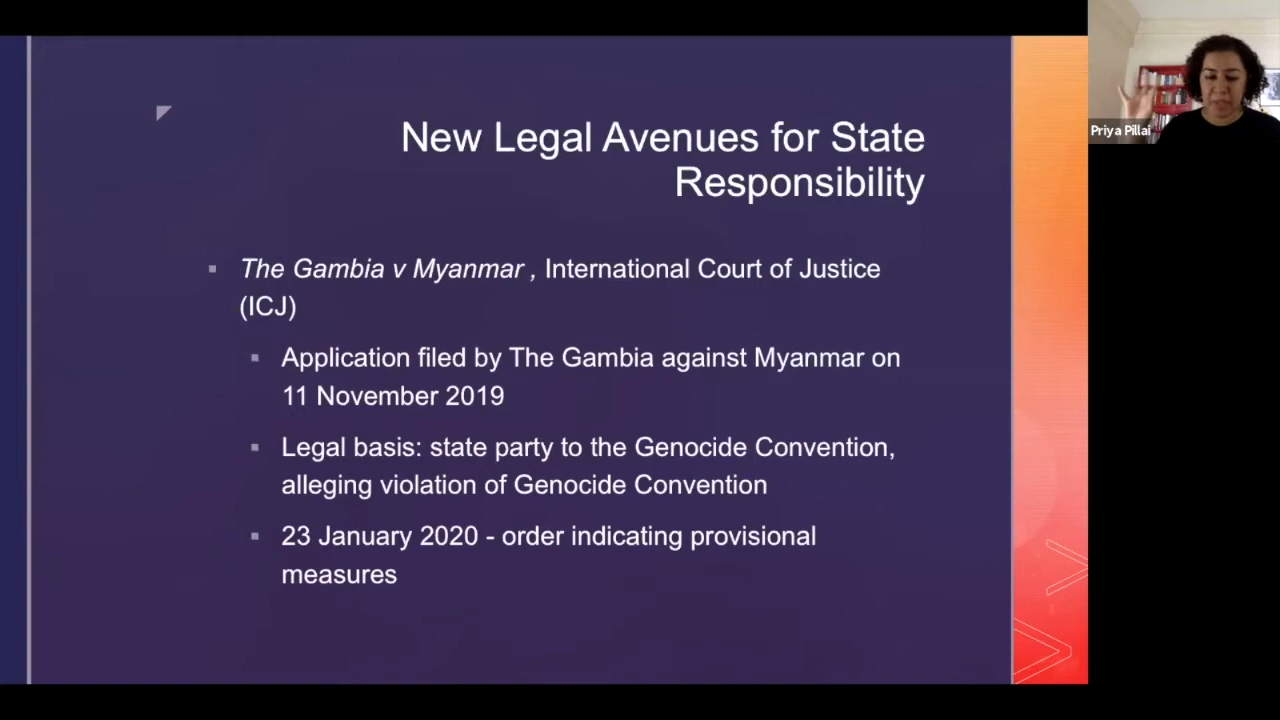 New Legal Avenues for State
Responsibility
The Gambia v Myanmar , International Court of Justice
(ICJ)
Application filed by The Gambia against Myanmar on
11 November 2019
Legal basis: state party to the Genocide Convention,
alleging violation of Genocide Convention
23 January 2020 - order indicating provisional
measures
Priya Pillai